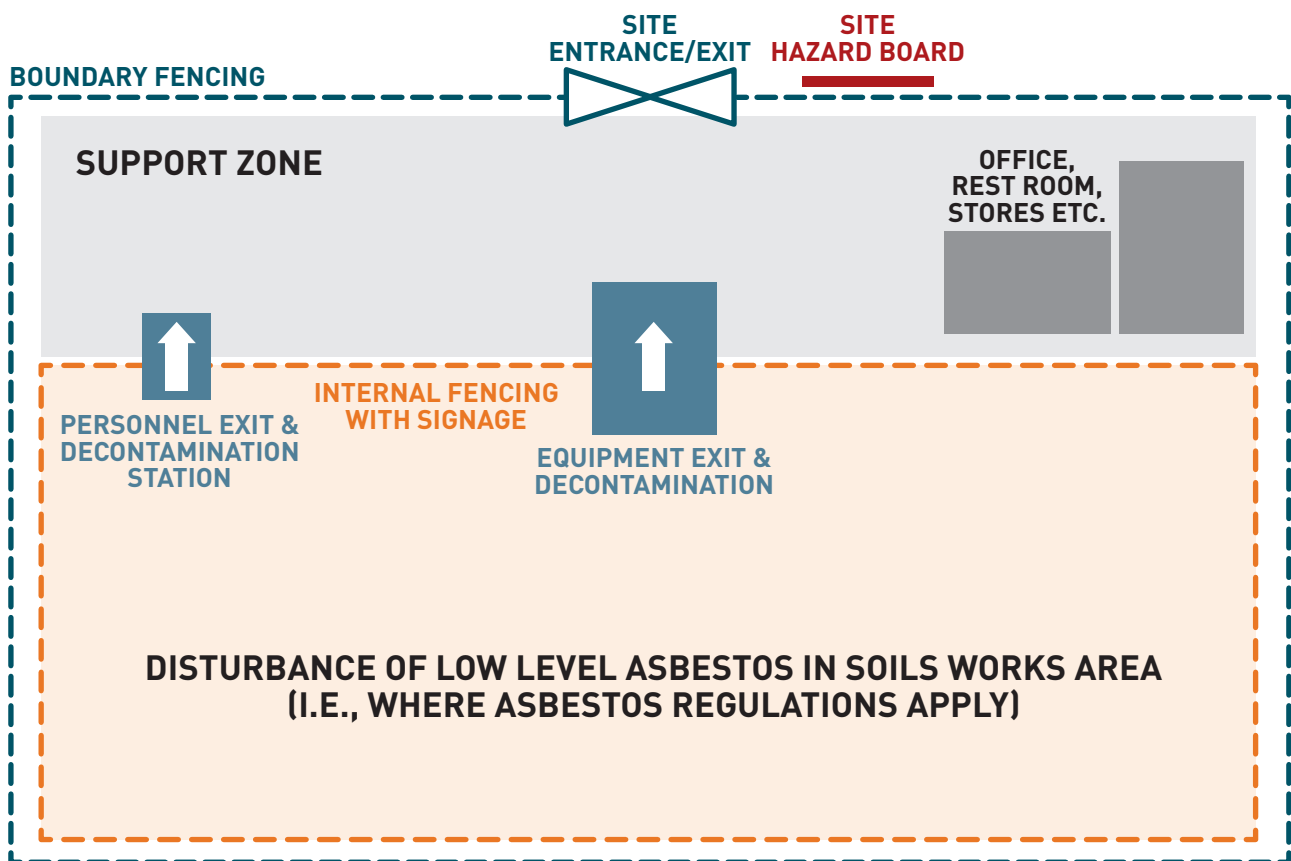 SITE
ENTRANCE/EXIT
SITE
HAZARD BOARD
BOUNDARY FENCING
SUPPORT ZONE
OFFICE,
REST ROOM,
STORES ETC.
INTERNAL FENCING
WITH SIGNAGE
PERSONNEL EXIT &
DECONTAMINATION
STATION
EQUIPMENT EXIT &
DECONTAMINATION
DISTURBANCE OF LOW LEVEL ASBESTOS IN SOILS WORKS AREA
(I.E., WHERE ASBESTOS REGULATIONS APPLY)